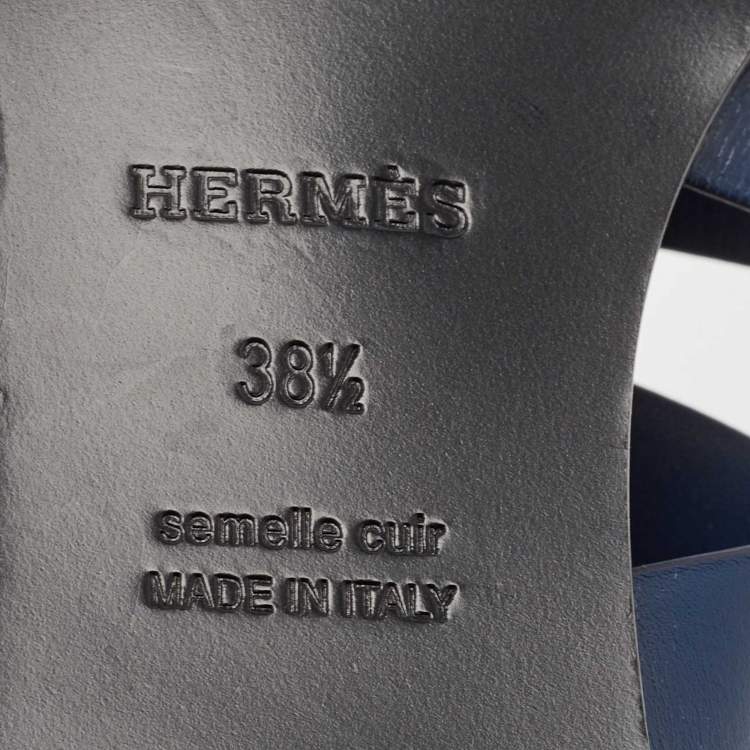 HERMÈS
38½
semelle cuir
MADE IN ITALY